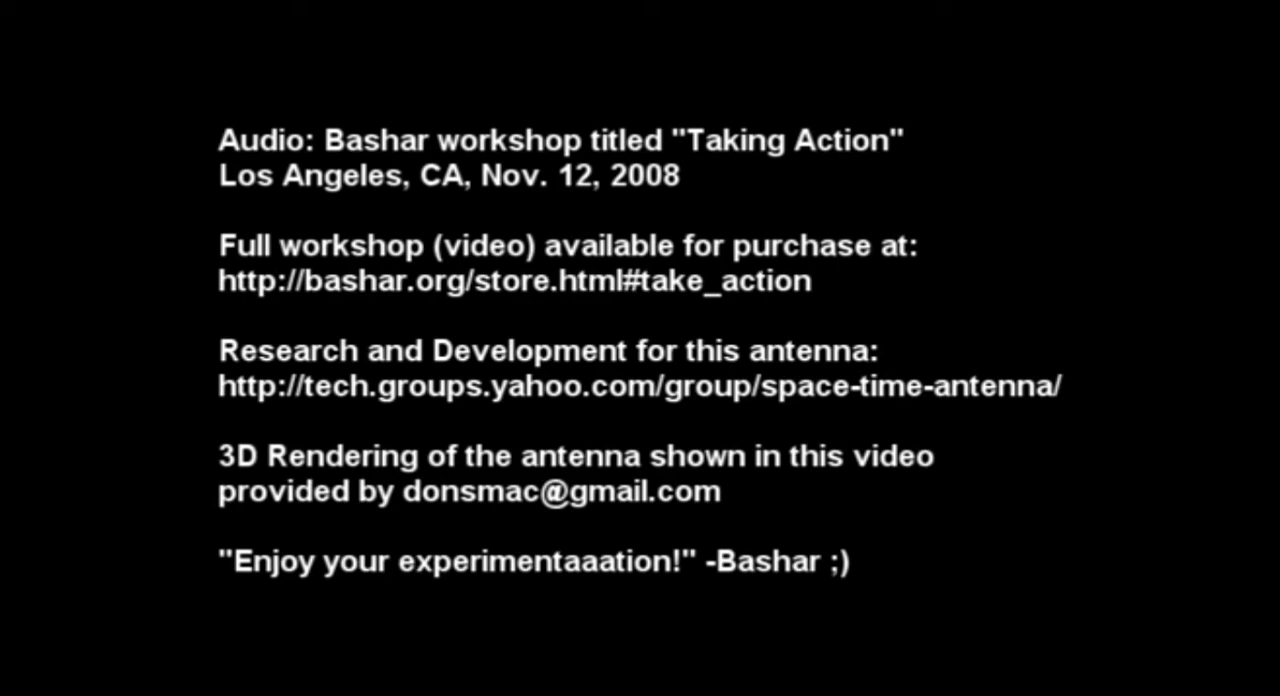 Audio: Bashar workshop titled "Taking Action"
Los Angeles, CA, Nov. 12, 2008
Full workshop (video) available for purchase at:
http://bashar.org/store.html#take_action
Research and Development for this antenna:
http://tech.groups.yahoo.com/group/space-time-antenna/
3D Rendering of the antenna shown in this video
provided by donsmac@gmail.com
"Enjoy your experimentaaation!" -Bashar ;)